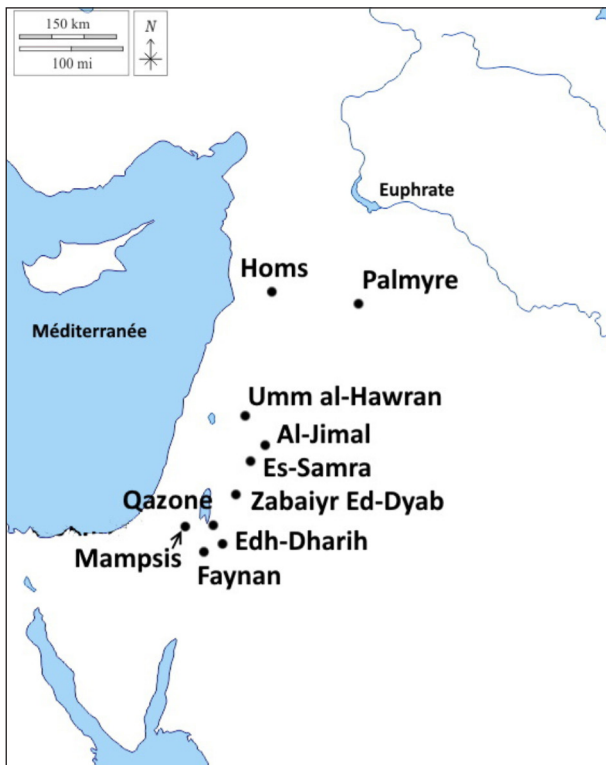 150 km
N
100 mi
Euphrate
Homs
Palmyre
Méditerranée
Umm al-Hawran
Al-Jimal
Es-Samra
Qazone
Zabaiyr Ed-Dyab
Mampsis
Edh-Dharih
Faynan